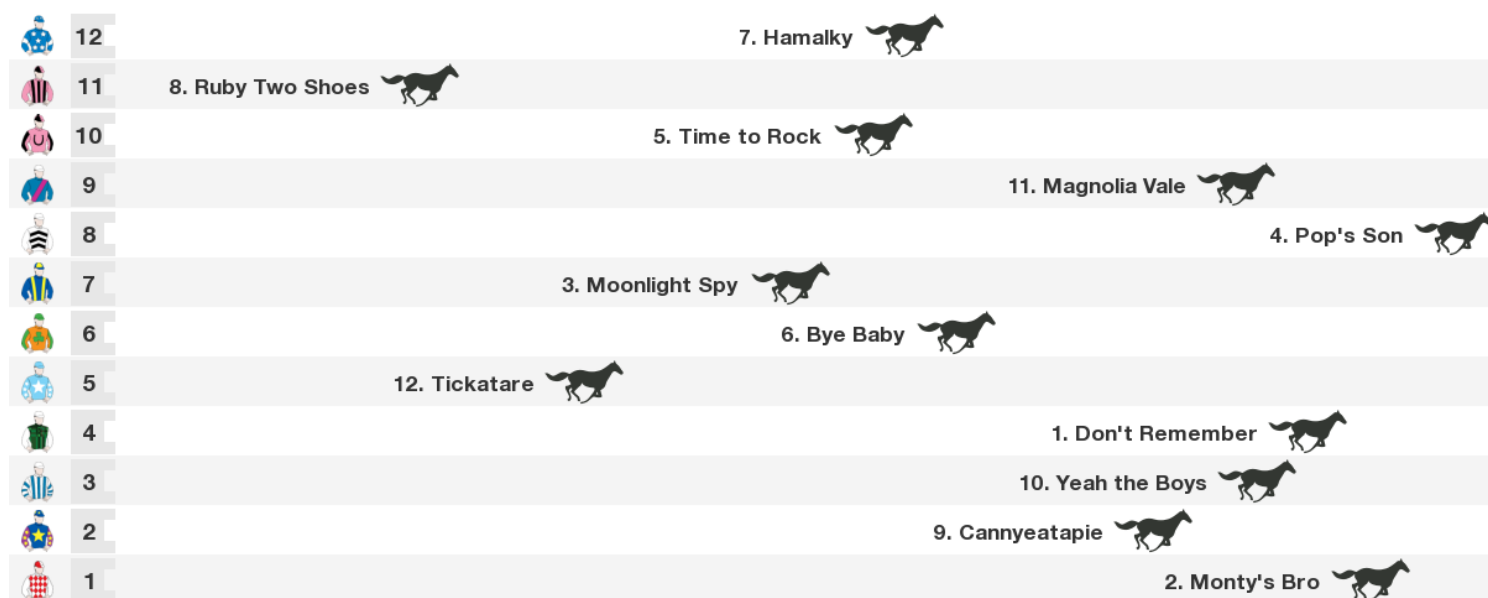 12 7. Hamalky
11 8. Ruby Two Shoes
10 5. Time to Rock
9 11. Magnolia Vale
8 4. Pop's Son
7 3. Moonlight Spy
6 6. Bye Baby
5 12. Tickatare
4 1. Don't Remember
3 10. Yeah the Boys
2 9. Cannyeatapie
1 2. Monty's Bro